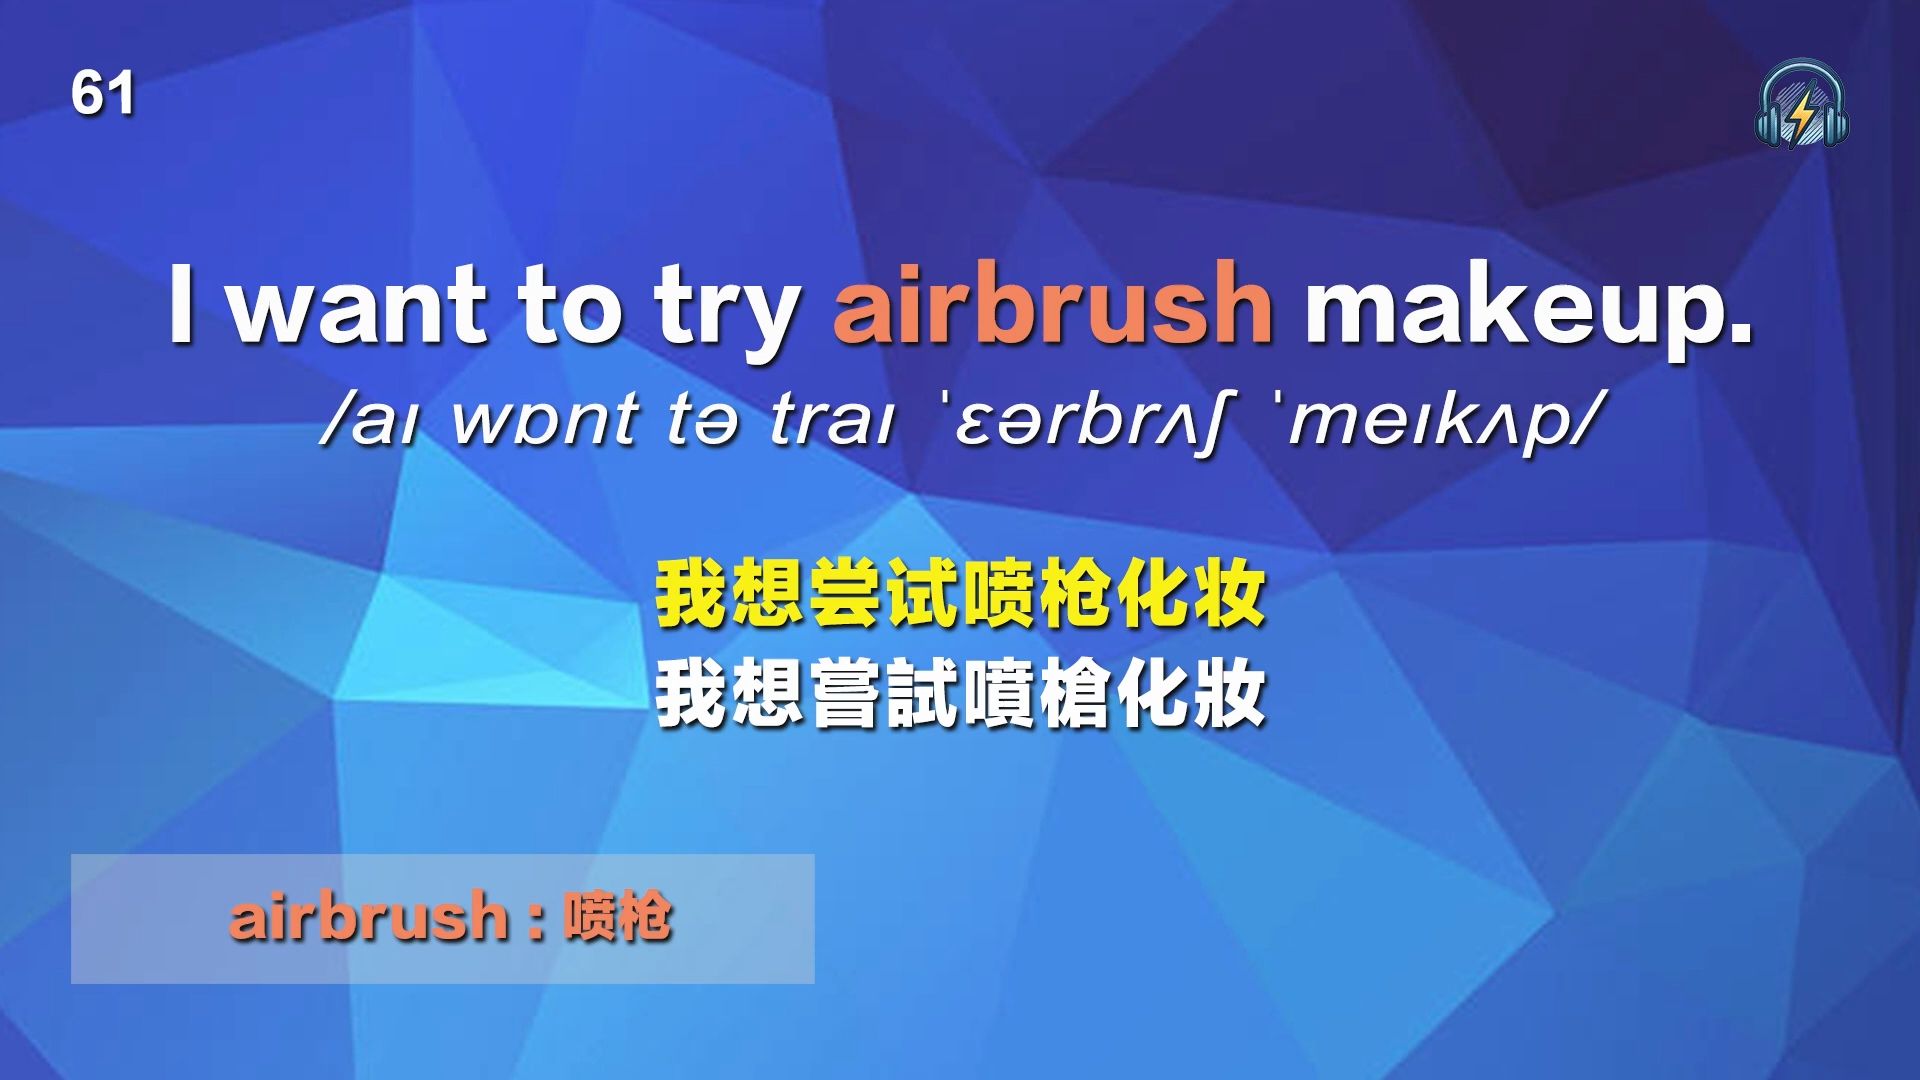 61
I want to try airbrush makeup.
/aɪ wɒnt tə traɪ ˈɛərbrʌʃ ˈmeɪkʌp/
我想尝试喷枪化妆
我想嘗試噴槍化妝
airbrush : 喷枪